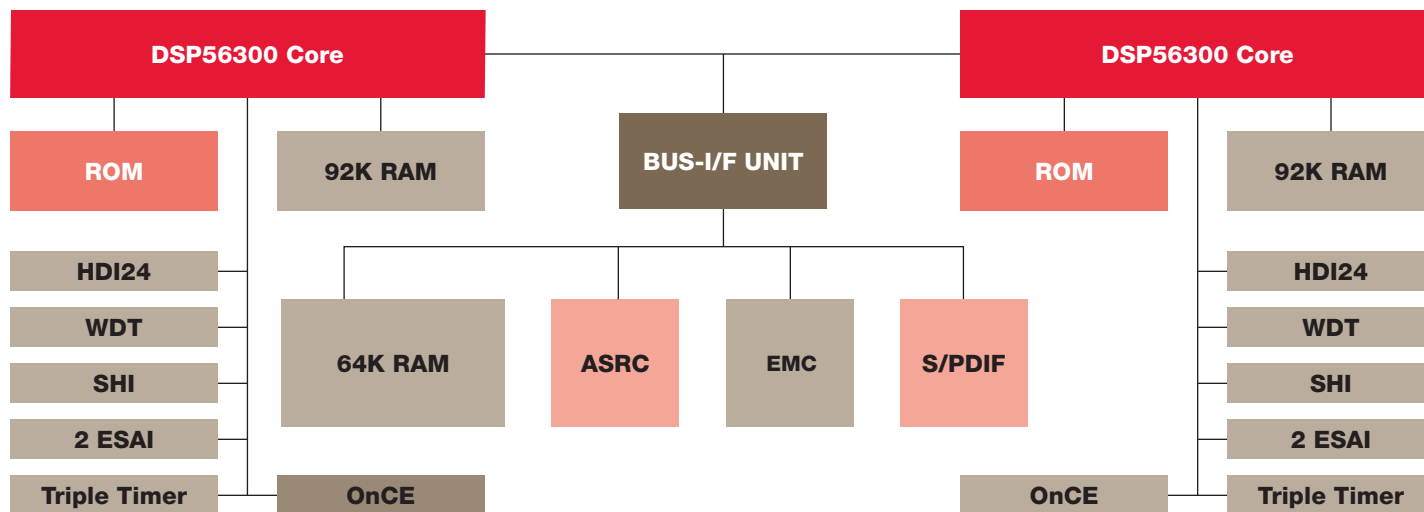 DSP56300 Core
DSP56300 Core
ROM
92K RAM
BUS-I/F UNIT
ROM
92K RAM
HDI24
HDI24
WDT
64K RAM
ASRC
EMC
S/PDIF
WDT
SHI
SHI
2 ESAI
2 ESAI
Triple Timer
OnCE
OnCE
Triple Timer